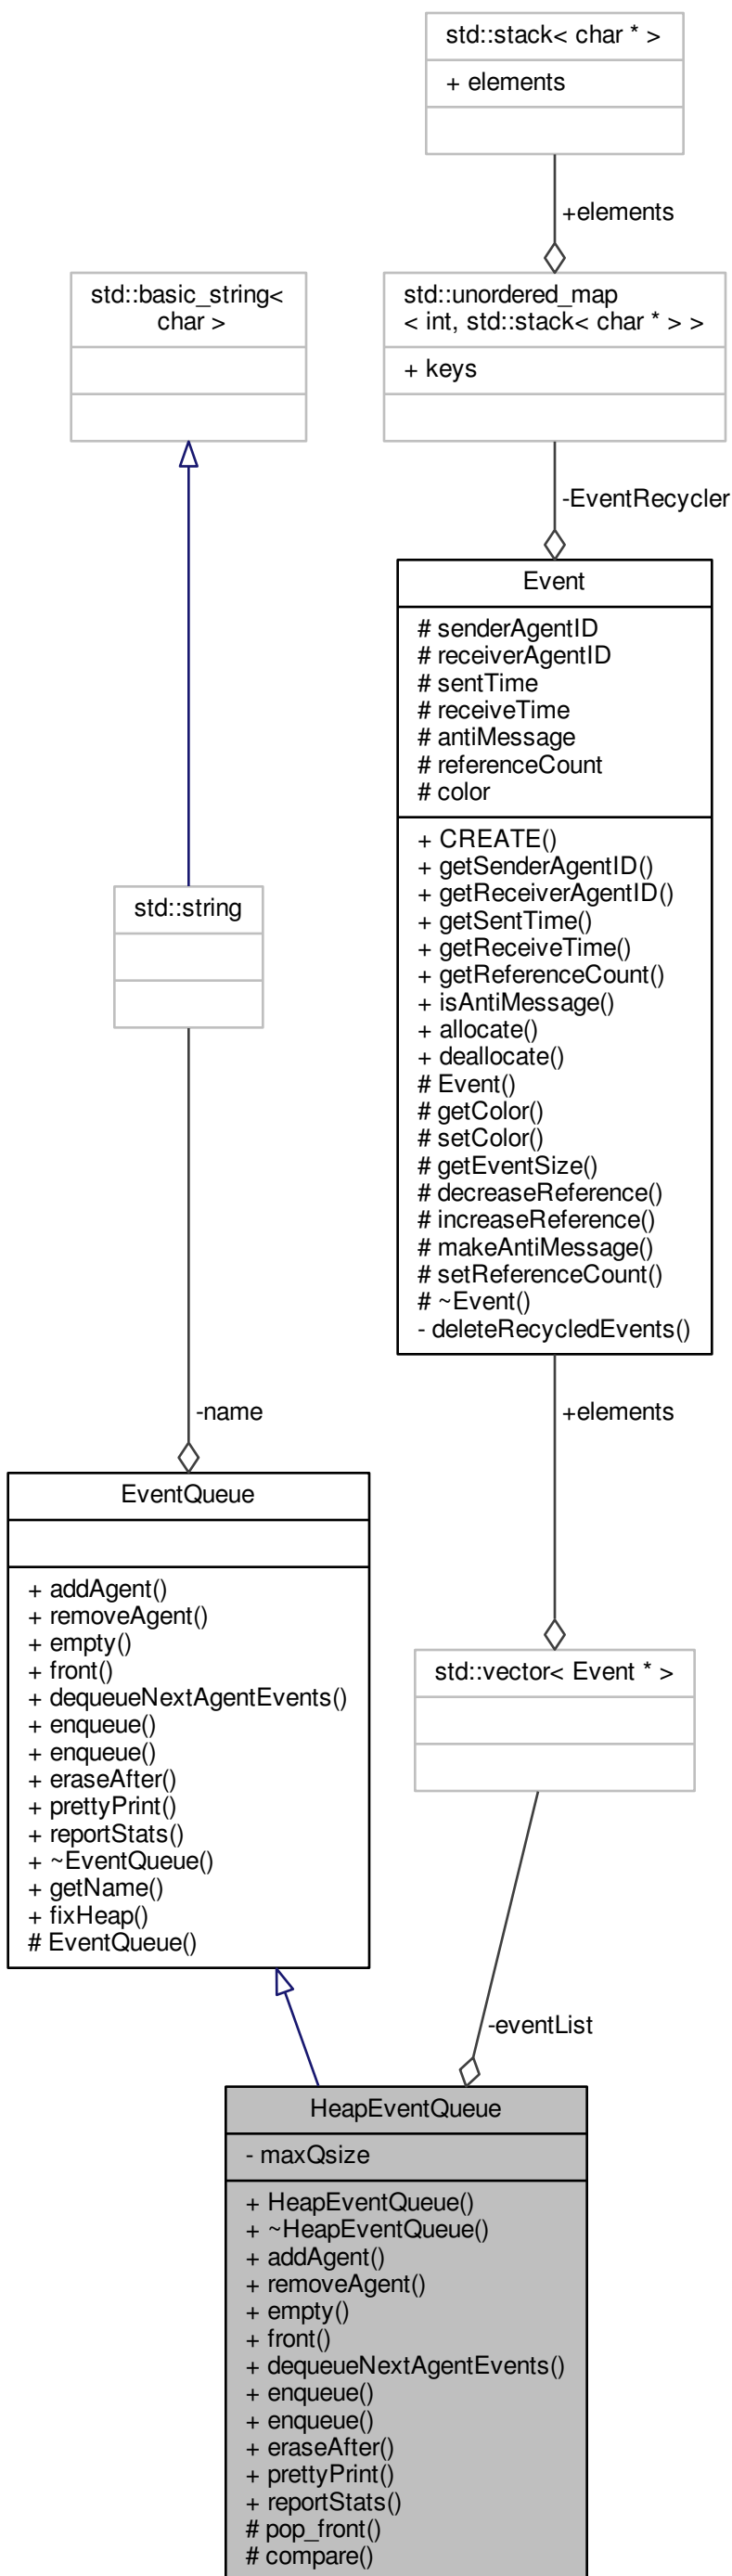 std::stack< char * >
+ elements
+elements
std::basic_string<
char >
std::unordered_map
< int, std::stack< char * > >
+ keys
-EventRecycler
Event
# senderAgentID
# receiverAgentID
# sentTime
# receiveTime
# antiMessage
# referenceCount
# color
+ CREATE()
+ getSenderAgentID()
+ getReceiverAgentID()
+ getSentTime()
+ getReceiveTime()
+ getReferenceCount()
+ isAntiMessage()
+ allocate()
+ deallocate()
# Event()
# getColor()
# setColor()
# getEventSize()
# decreaseReference()
# increaseReference()
# makeAntiMessage()
# setReferenceCount()
# ~Event()
- deleteRecycledEvents()
std::string
-name
+elements
EventQueue
+ addAgent()
+ removeAgent()
+ empty()
+ front()
+ dequeueNextAgentEvents()
+ enqueue()
+ enqueue()
+ eraseAfter()
+ prettyPrint()
+ reportStats()
+ ~EventQueue()
+ getName()
+ fixHeap()
# EventQueue()
std::vector< Event * >
-eventList
HeapEventQueue
- maxQsize
+ HeapEventQueue()
+ ~HeapEventQueue()
+ addAgent()
+ removeAgent()
+ empty()
+ front()
+ dequeueNextAgentEvents()
+ enqueue()
+ enqueue()
+ eraseAfter()
+ prettyPrint()
+ reportStats()
# pop_front()
# compare()